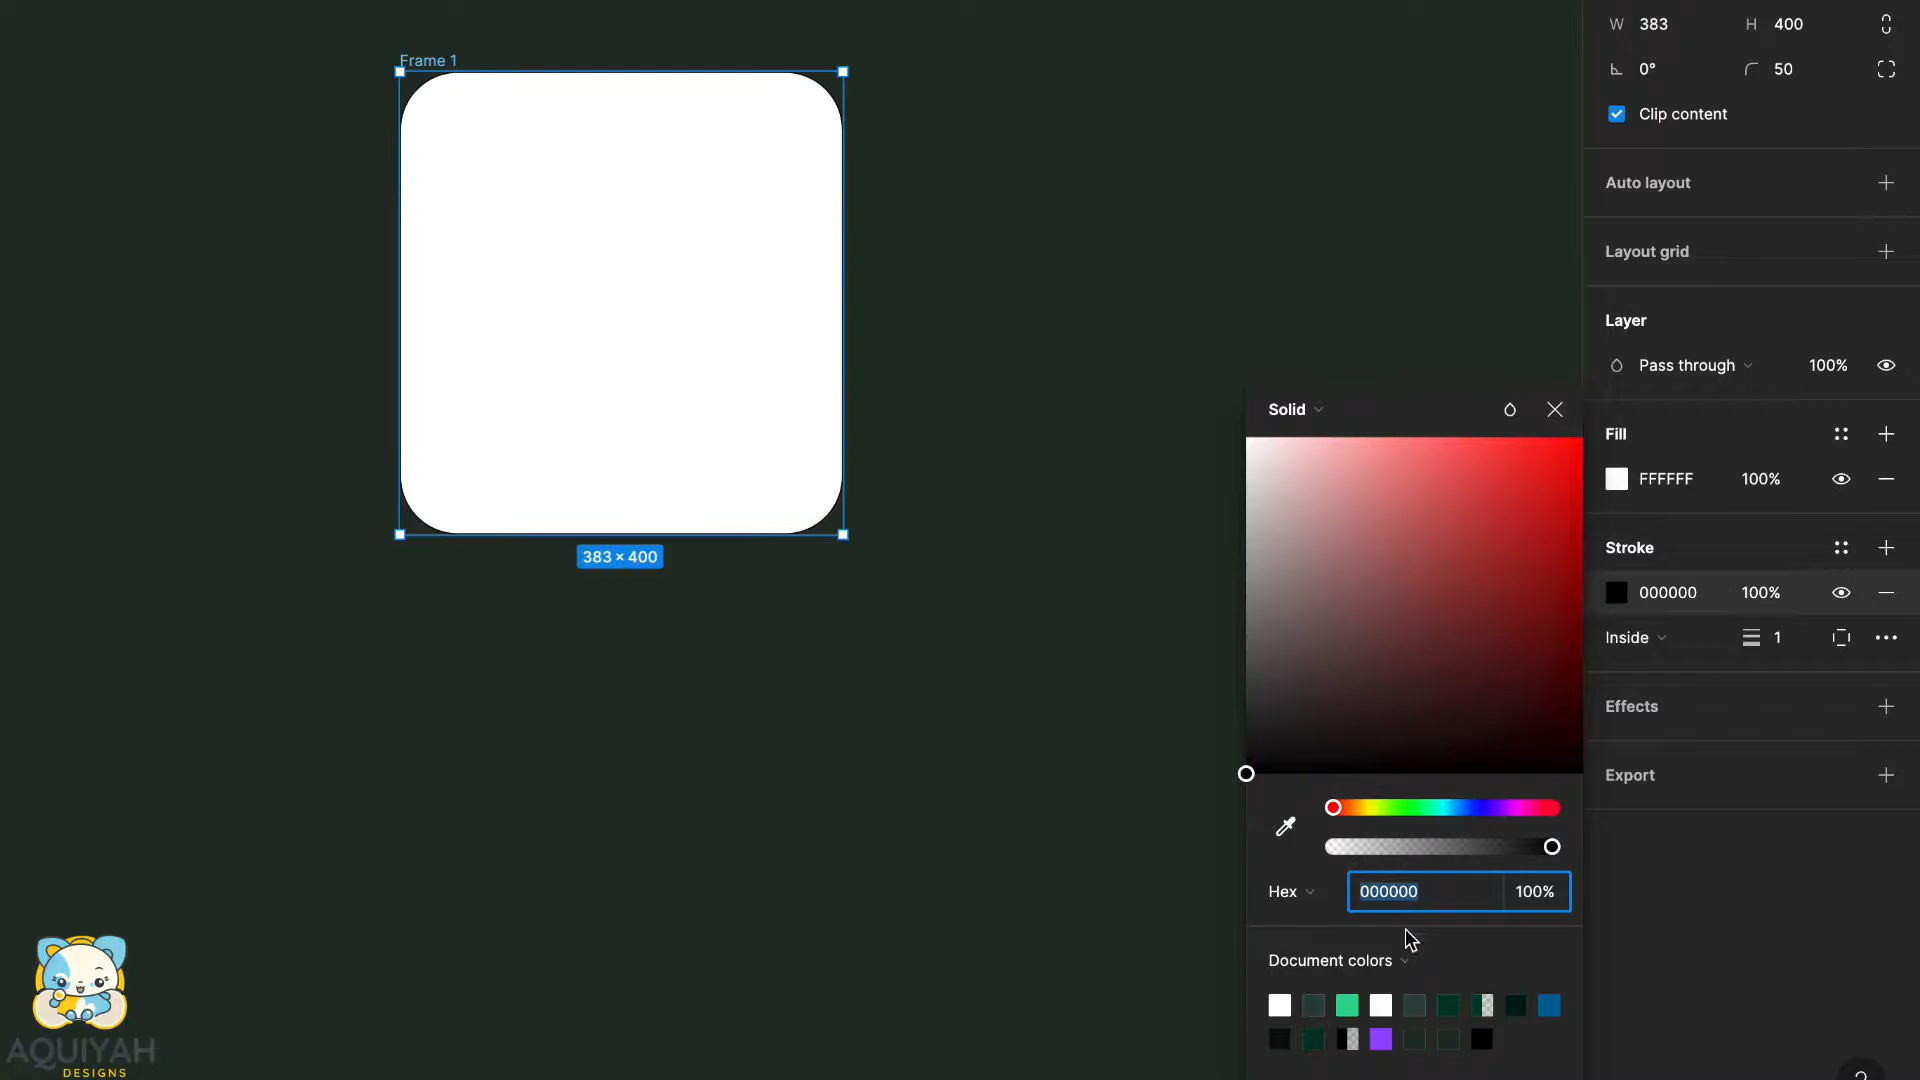 Frame 1
383 × 400
W 383
H 400
0°
50
Clip content
Auto layout
Layout grid
Layer
Pass through
100%
Fill
FFFFFF
100%
Stroke
000000
100%
Inside
1
Effects
Export
Solid
Hex
000000
100%
Document colors
AQUIYAH
DESIGNS